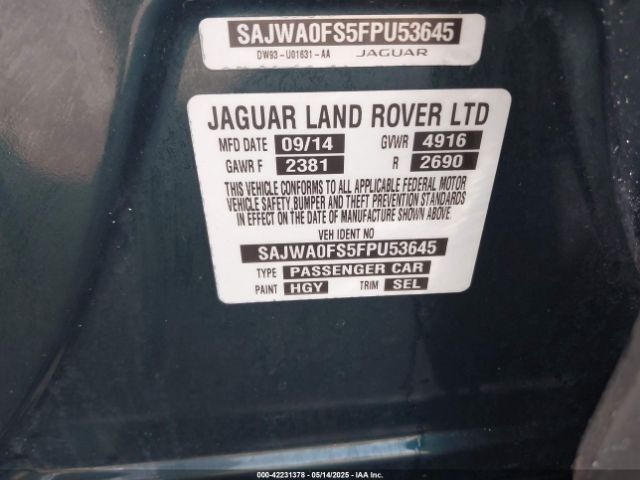 SAJWA0FS5FPU53645
DW93-U01631-AA JAGUAR
JAGUAR LAND ROVER LTD
MFD DATE 09/14 GVWR 4916
GAWR F 2381 R 2690
THIS VEHICLE CONFORMS TO ALL APPLICABLE FEDERAL MOTOR
VEHICLE SAFETY,BUMPER AND THEFT PREVENTION STANDARDS
IN EFFECT ON THE DATE OF MANUFACTURE SHOWN ABOVE
VEH IDENT NO
SAJWA0FS5FPU53645
TYPE PASSENGER CAR
PAINT HGY TRIM SEL
000-42231378 - 05/14/2025 - IAA Inc.